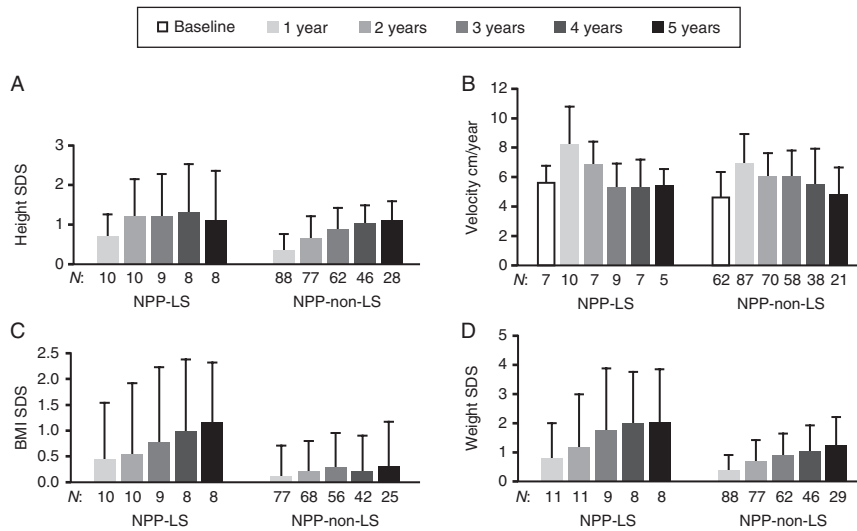 Baseline 1 year 2 years 3 years 4 years 5 years
A
Height SDS
3
2
1
0
N: 10 10 9 8 8 88 77 62 46 28
NPP-LS NPP-non-LS
B
Velocity cm/year
12
10
8
6
4
2
0
N: 7 10 7 9 7 5 62 87 70 58 38 21
NPP-LS NPP-non-LS
C
BMI SDS
2.5
2.0
1.5
1.0
0.5
0.0
N: 10 10 9 8 8 77 68 56 42 25
NPP-LS NPP-non-LS
D
Weight SDS
5
4
3
2
1
0
N: 11 11 9 8 8 88 77 62 46 29
NPP-LS NPP-non-LS